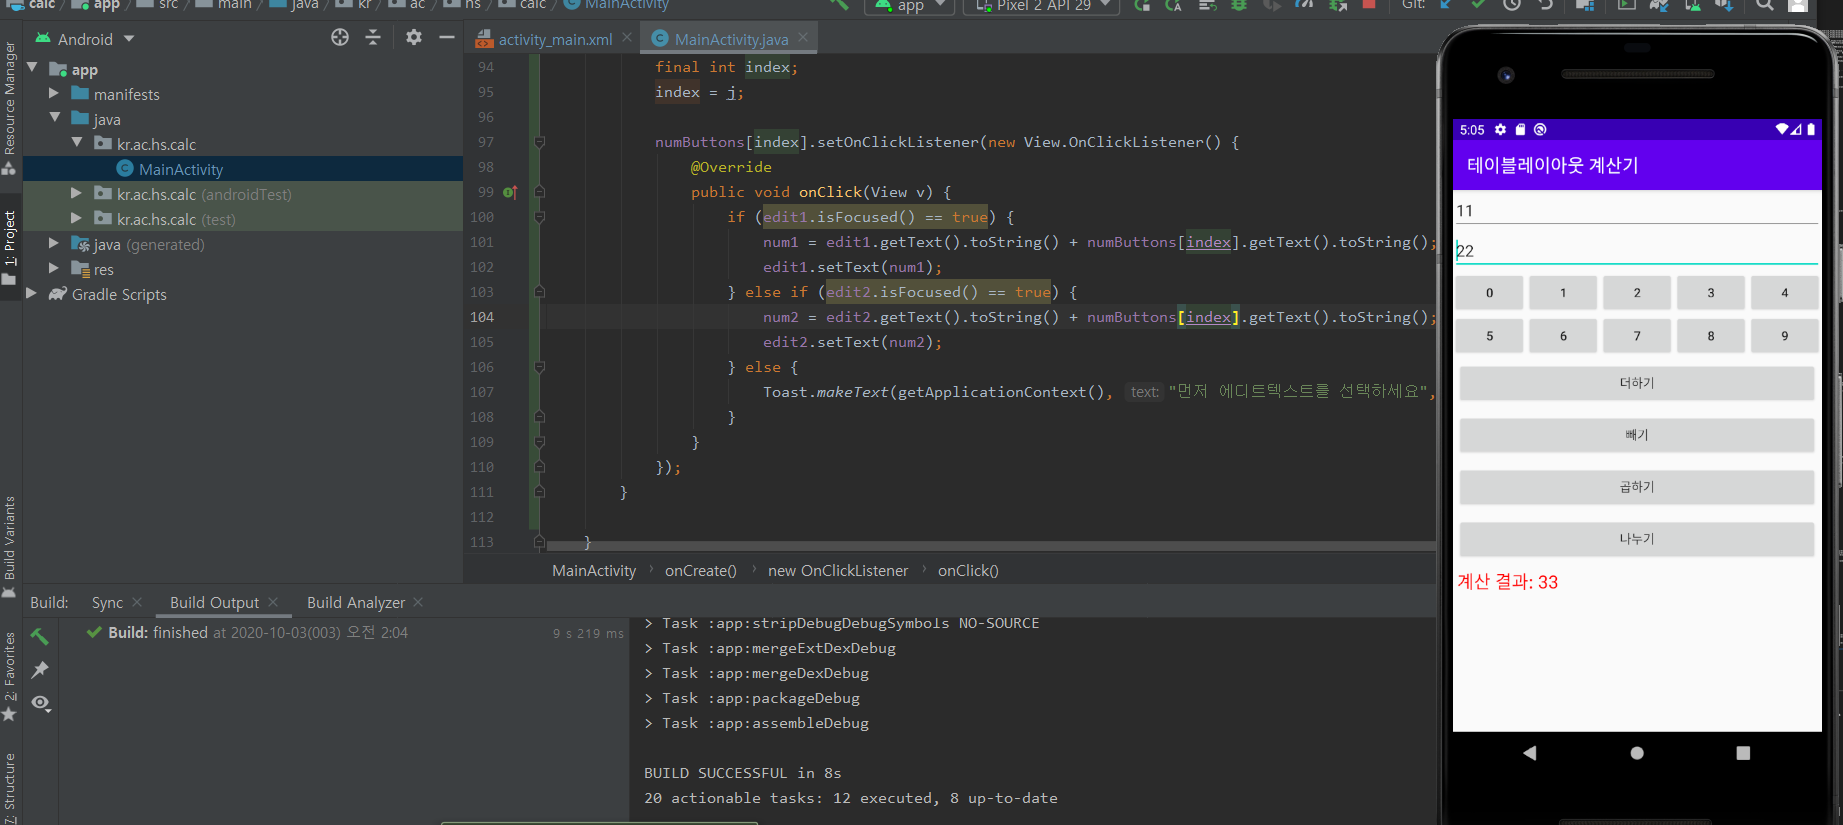 calc app src main java kr ac hs calc MainActivity app Pixel 2 API 29 Git:
Android
activity_main.xml MainActivity.java
Resource Manager
1: Project
Build Variants
2: Favorites
7: Structure
app
manifests
java
kr.ac.hs.calc
MainActivity
kr.ac.hs.calc (androidTest)
kr.ac.hs.calc (test)
java (generated)
res
Gradle Scripts
94 final int index;
95 index = j;
96
97 numButtons[index].setOnClickListener(new View.OnClickListener() {
98 @Override
99 public void onClick(View v) {
100 if (edit1.isFocused() == true) {
101 num1 = edit1.getText().toString() + numButtons[index].getText().toString();
102 edit1.setText(num1);
103 } else if (edit2.isFocused() == true) {
104 num2 = edit2.getText().toString() + numButtons[index].getText().toString();
105 edit2.setText(num2);
106 } else {
107 Toast.makeText(getApplicationContext(), text: "먼저 에디트텍스트를 선택하세요",
108 }
109 }
110 });
111 }
112
113 }
MainActivity onCreate() new OnClickListener onClick()
Build: Sync Build Output Build Analyzer
Build: finished at 2020-10-03(003) 오전 2:04 9 s 219 ms
> Task :app:stripDebugDebugSymbols NO-SOURCE
> Task :app:mergeExtDexDebug
> Task :app:mergeDexDebug
> Task :app:packageDebug
> Task :app:assembleDebug
BUILD SUCCESSFUL in 8s
20 actionable tasks: 12 executed, 8 up-to-date
5:05
테이블레이아웃 계산기
11
22
0 1 2 3 4
5 6 7 8 9
더하기
빼기
곱하기
나누기
계산 결과: 33